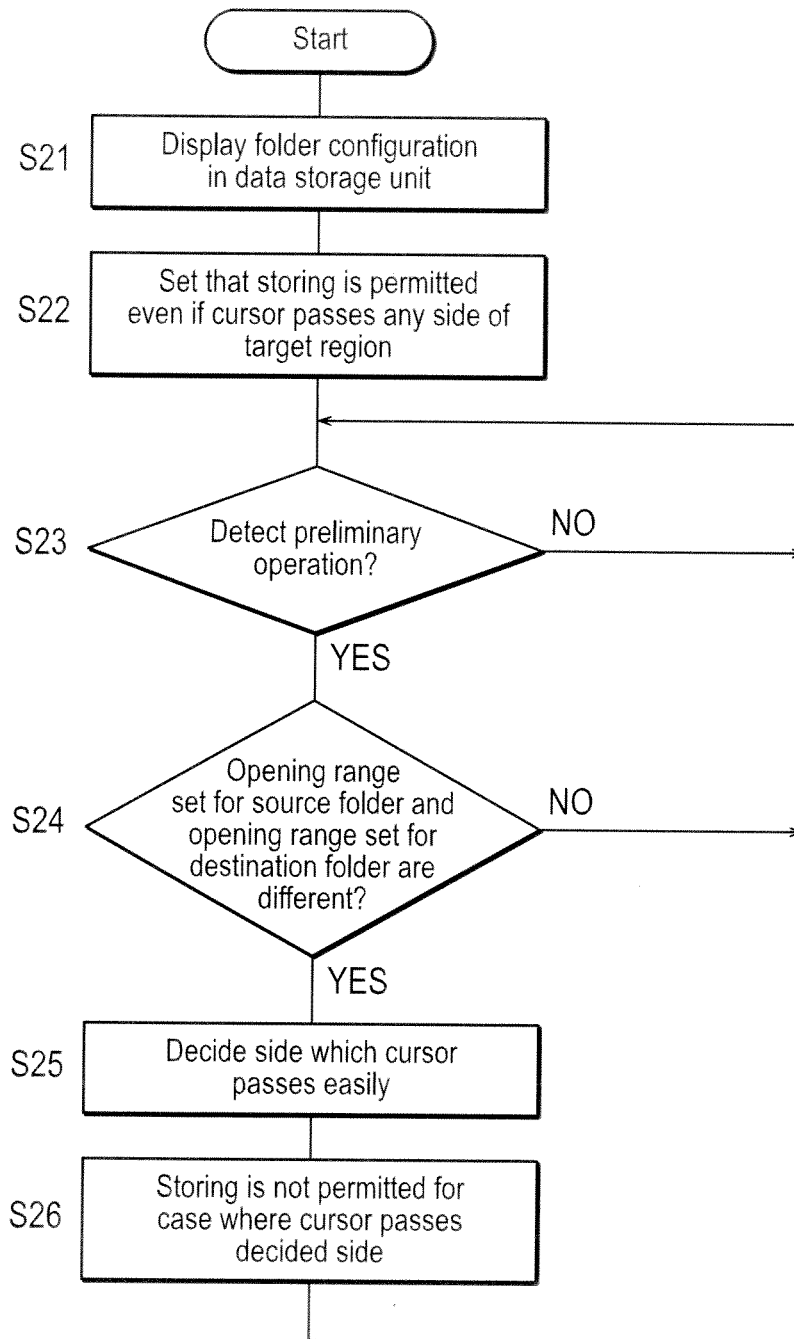 Start
S21
Display folder configuration
in data storage unit
S22
Set that storing is permitted
even if cursor passes any side of
target region
S23
Detect preliminary
operation?
NO
YES
S24
Opening range
set for source folder and
opening range set for
destination folder are
different?
NO
YES
S25
Decide side which cursor
passes easily
S26
Storing is not permitted for
case where cursor passes
decided side